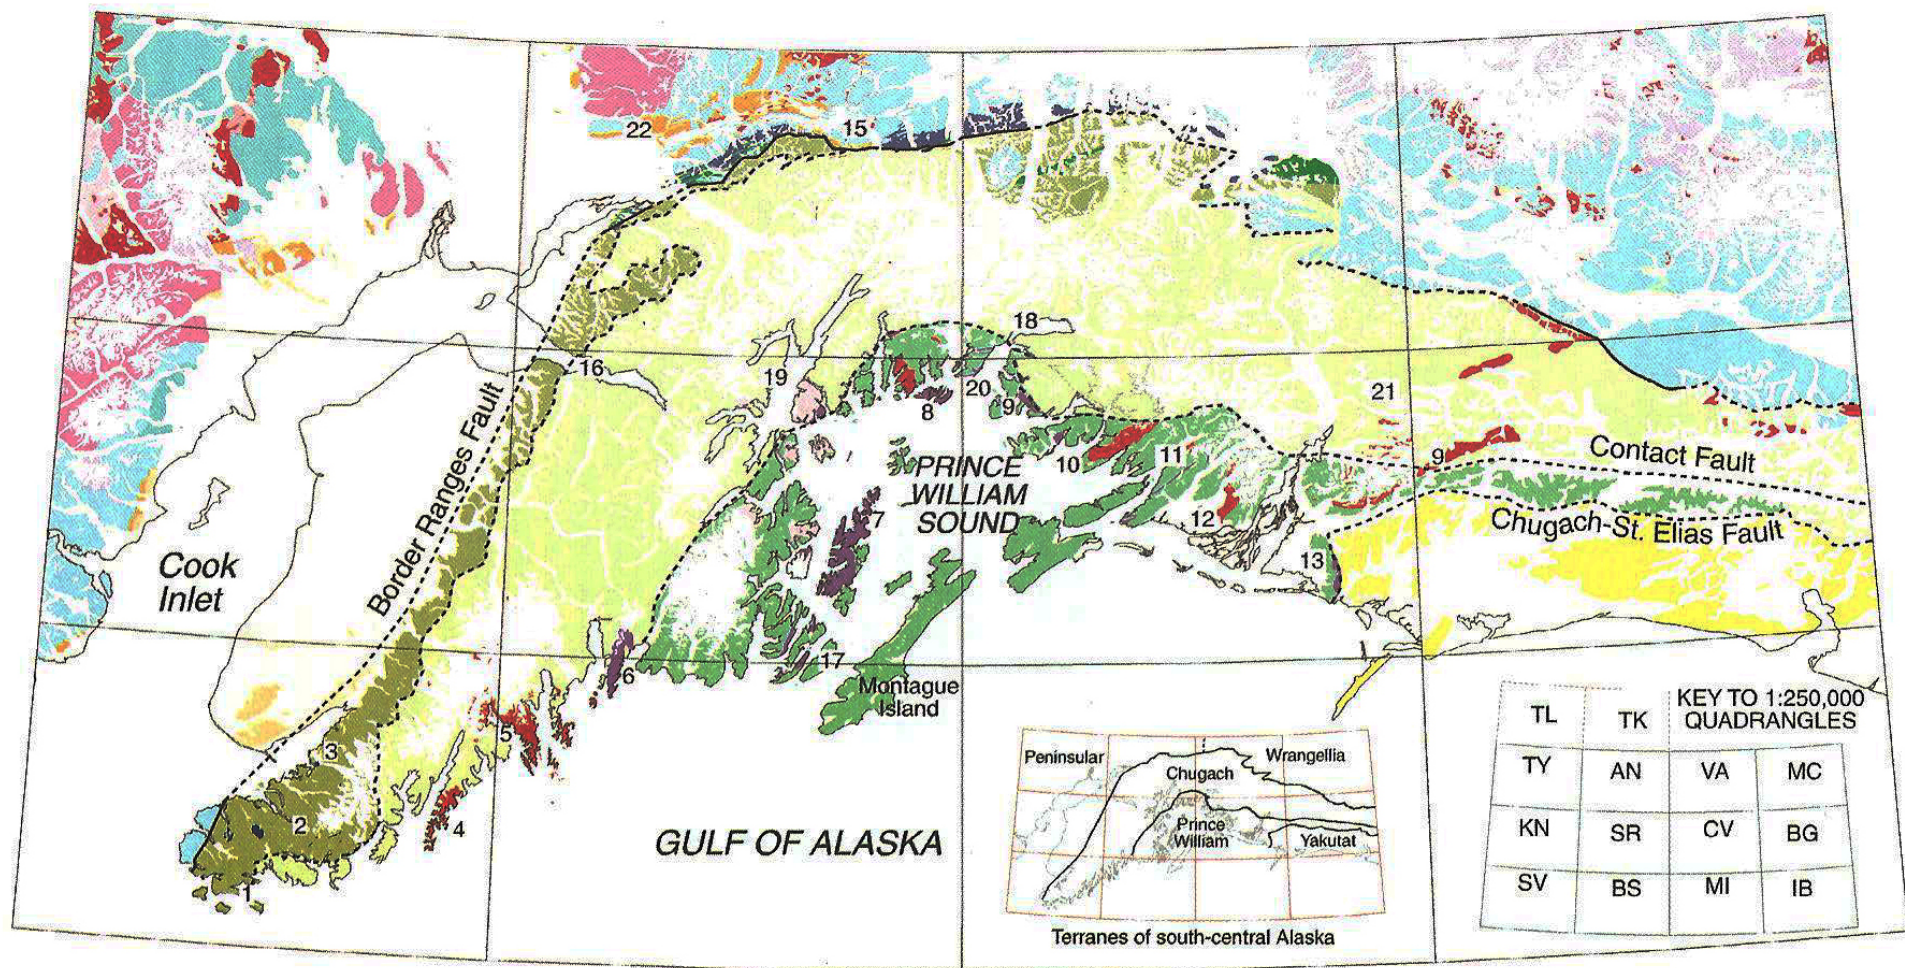 22
15
18
16
19
20
21
8
9
Border Ranges Fault
PRINCE
WILLIAM
SOUND
10
11
9
Contact Fault
7
12
Chugach-St. Elias Fault
13
Cook
Inlet
6
17
Montague
Island
5
3
2
4
1
GULF OF ALASKA
Peninsular
Wrangellia
Chugach
Prince
William
Yakutat
Terranes of south-central Alaska
KEY TO 1:250,000
QUADRANGLES
TL TK
TY AN VA MC
KN SR CV BG
SV BS MI IB